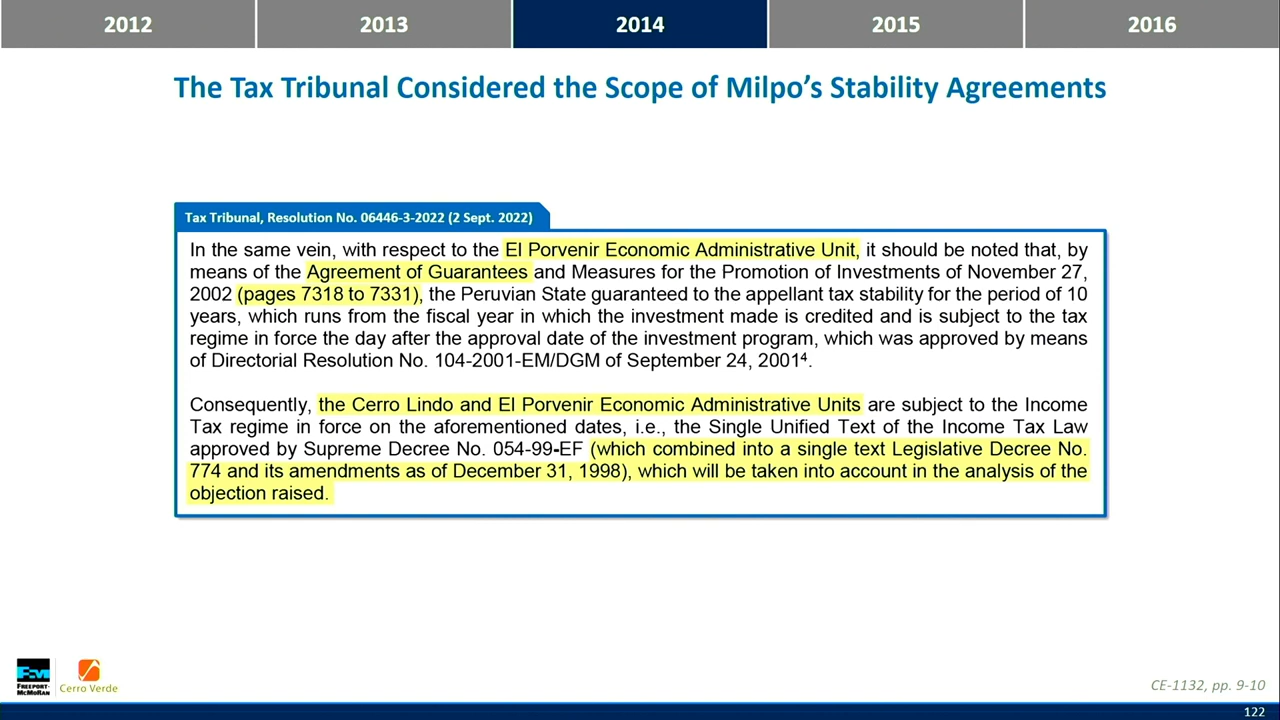 2012 2013 2014 2015 2016
The Tax Tribunal Considered the Scope of Milpo’s Stability Agreements
Tax Tribunal, Resolution No. 06446-3-2022 (2 Sept. 2022)
In the same vein, with respect to the El Porvenir Economic Administrative Unit, it should be noted that, by
means of the Agreement of Guarantees and Measures for the Promotion of Investments of November 27,
2002 (pages 7318 to 7331), the Peruvian State guaranteed to the appellant tax stability for the period of 10
years, which runs from the fiscal year in which the investment made is credited and is subject to the tax
regime in force the day after the approval date of the investment program, which was approved by means
of Directorial Resolution No. 104-2001-EM/DGM of September 24, 2001⁴.
Consequently, the Cerro Lindo and El Porvenir Economic Administrative Units are subject to the Income
Tax regime in force on the aforementioned dates, i.e., the Single Unified Text of the Income Tax Law
approved by Supreme Decree No. 054-99-EF (which combined into a single text Legislative Decree No.
774 and its amendments as of December 31, 1998), which will be taken into account in the analysis of the
objection raised.
FREEPORT-
McMoRAN
Cerro Verde
CE-1132, pp. 9-10
122